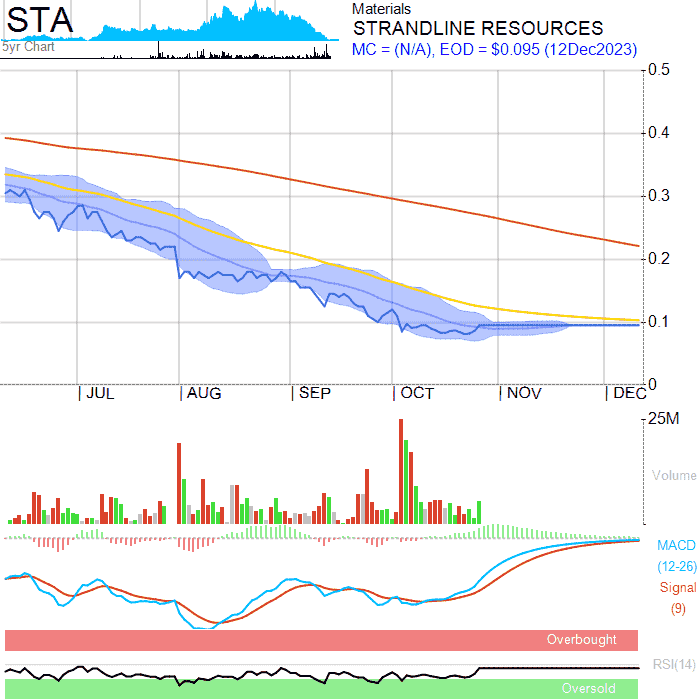 STA
5yr Chart
Materials
STRANDLINE RESOURCES
MC = (N/A), EOD = $0.095 (12Dec2023)
0.5
0.4
0.3
0.2
0.1
0
JUL AUG SEP OCT NOV DEC
25M
Volume
MACD
(12-26)
Signal
(9)
Overbought
RSI(14)
Oversold